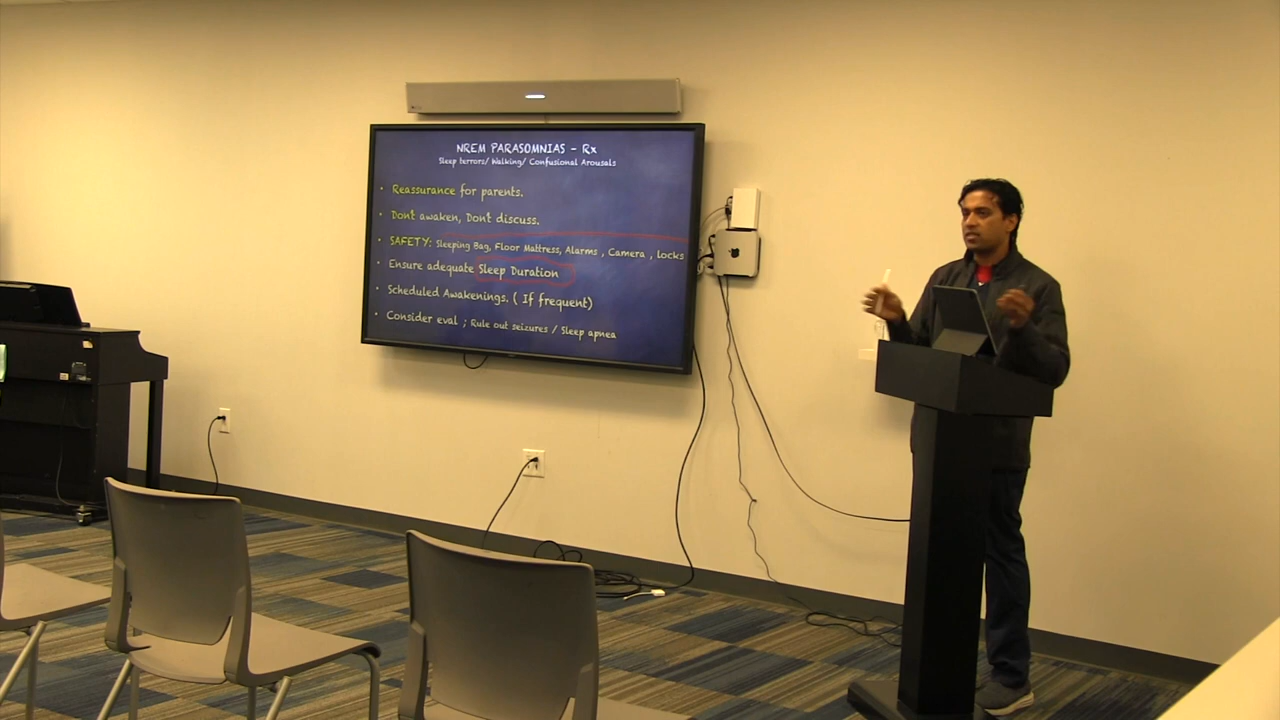 NREM PARASOMNIAS - Rx
Sleep terrors/ Walking/ Confusional Arousals
• Reassurance for parents.
• Don't awaken, Don't discuss.
• SAFETY: Sleeping Bag, Floor Mattress, Alarms , Camera , Locks
• Ensure adequate Sleep Duration
• Scheduled Awakenings. ( If frequent)
• Consider eval ; Rule out seizures / Sleep apnea